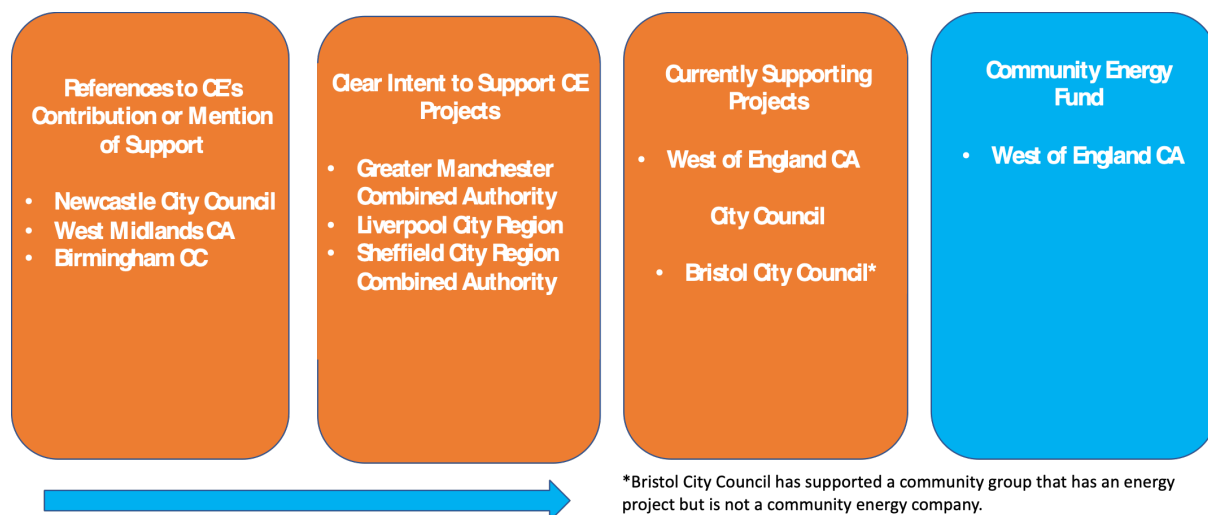 References to CE's
Contribution or Mention
of Support
• Newcastle City Council
• West Midlands CA
• Birmingham CC
Clear Intent to Support CE
Projects
• Greater Manchester
Combined Authority
• Liverpool City Region
• Sheffield City Region
Combined Authority
Currently Supporting
Projects
• West of England CA
City Council
• Bristol City Council*
Community Energy
Fund
• West of England CA
*Bristol City Council has supported a community group that has an energy
project but is not a community energy company.